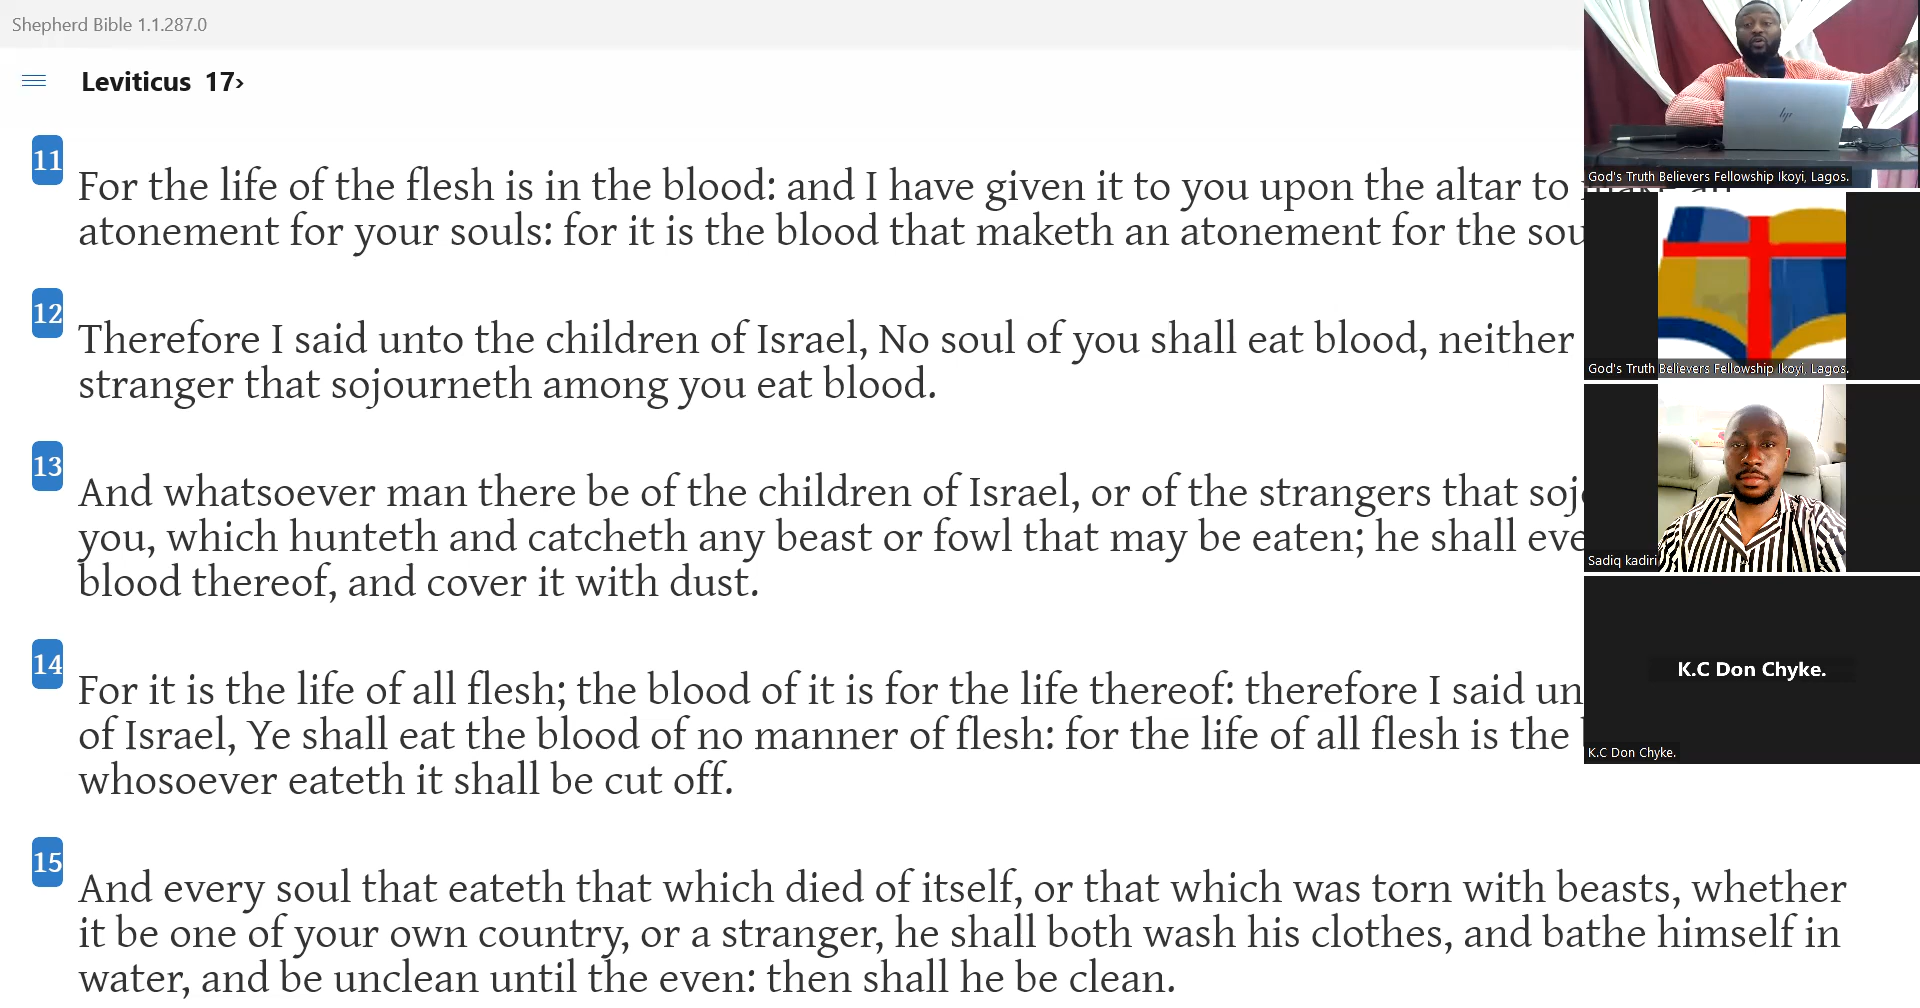 Shepherd Bible 1.1.287.0
Leviticus 17›
11
For the life of the flesh is in the blood: and I have given it to you upon the altar to
atonement for your souls: for it is the blood that maketh an atonement for the
12
Therefore I said unto the children of Israel, No soul of you shall eat blood, neither
stranger that sojourneth among you eat blood.
13
And whatsoever man there be of the children of Israel, or of the strangers that
you, which hunteth and catcheth any beast or fowl that may be eaten; he shall
blood thereof, and cover it with dust.
14
For it is the life of all flesh; the blood of it is for the life thereof: therefore I said
of Israel, Ye shall eat the blood of no manner of flesh: for the life of all flesh is the
whosoever eateth it shall be cut off.
15
And every soul that eateth that which died of itself, or that which was torn with beasts, whether
it be one of your own country, or a stranger, he shall both wash his clothes, and bathe himself in
water, and be unclean until the even: then shall he be clean.
hp
God's Truth Believers Fellowship Ikoyi, Lagos.
God's Truth Believers Fellowship Ikoyi, Lagos.
Sadiq kadiri
K.C Don Chyke.
K.C Don Chyke.